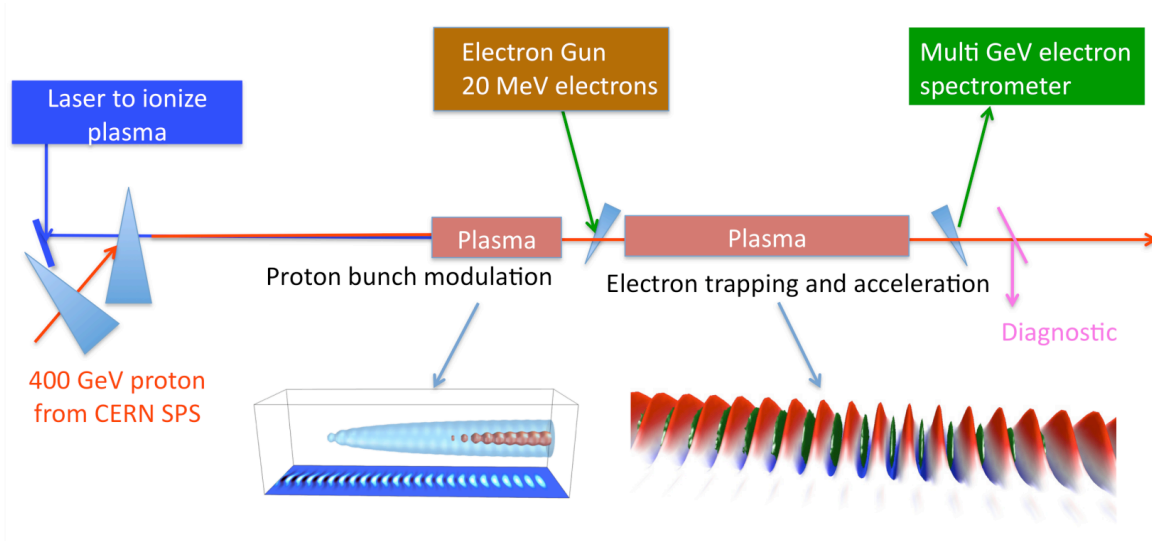 Electron Gun
20 MeV electrons
Multi GeV electron
spectrometer
Laser to ionize
plasma
Plasma
Plasma
Proton bunch modulation
Electron trapping and acceleration
Diagnostic
400 GeV proton
from CERN SPS